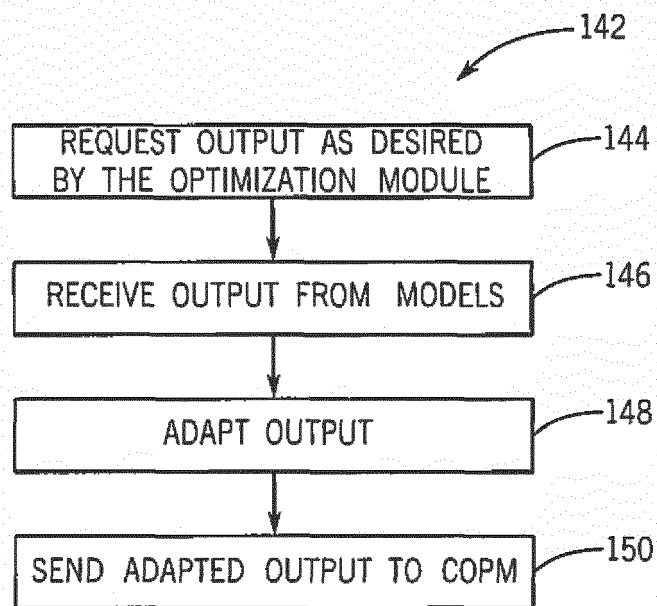 142
REQUEST OUTPUT AS DESIRED
BY THE OPTIMIZATION MODULE
144
RECEIVE OUTPUT FROM MODELS
146
ADAPT OUTPUT
148
SEND ADAPTED OUTPUT TO COPM
150